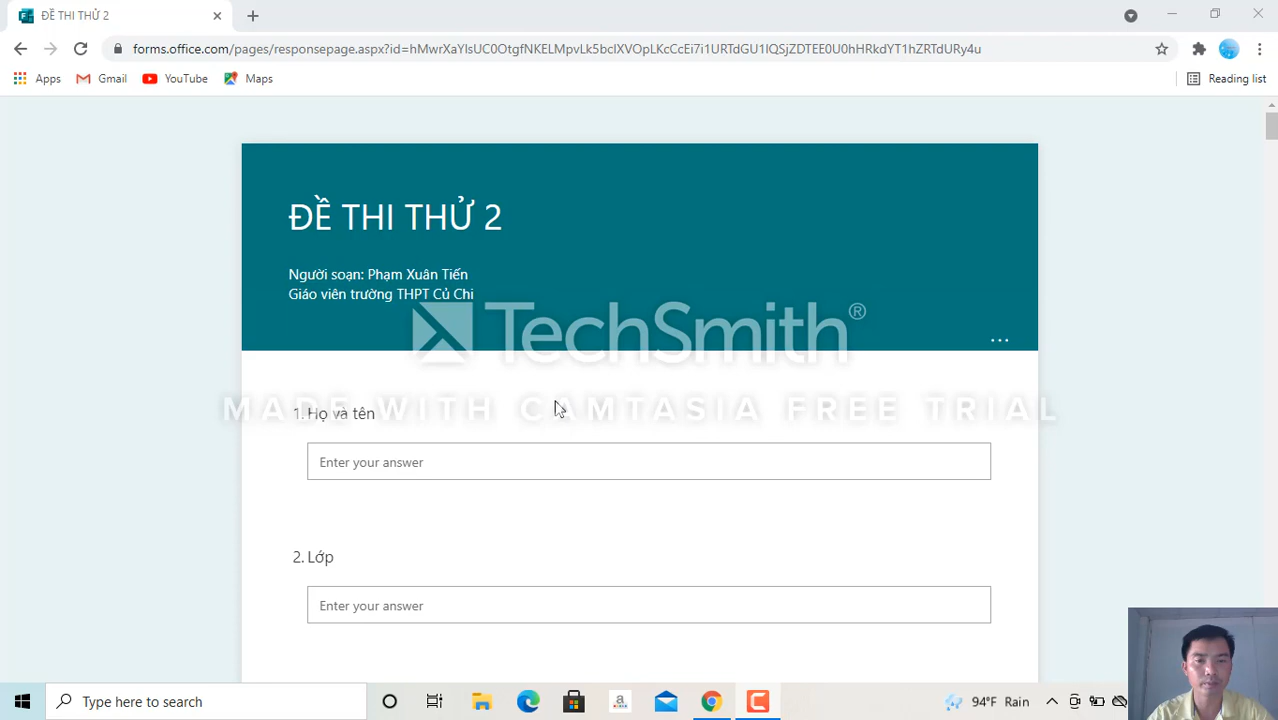 ĐỀ THI THỬ 2
forms.office.com/pages/responsepage.aspx?id=hMwrXaYIsUC0OtgfNKELMpvLk5bclXVOpLKcCcEi7i1URTdGU1lQSjZDTEE0U0hHRkdYT1hZRTdURy4u
Apps
Gmail
YouTube
Maps
Reading list
ĐỀ THI THỬ 2
Người soạn: Phạm Xuân Tiến
Giáo viên trường THPT Củ Chi
TechSmith®
MADE WITH CAMTASIA FREE TRIAL
1. Họ và tên
Enter your answer
2. Lớp
Enter your answer
Type here to search
a
94°F Rain